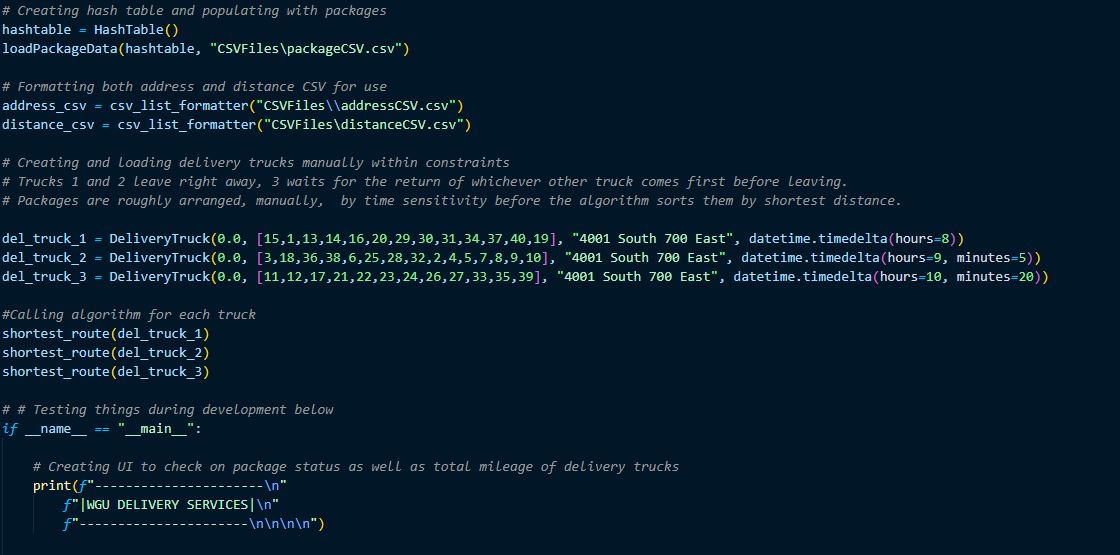 # Creating hash table and populating with packages
hashtable = HashTable()
loadPackageData(hashtable, "CSVFiles\packageCSV.csv")
# Formatting both address and distance CSV for use
address_csv = csv_list_formatter("CSVFiles\\addressCSV.csv")
distance_csv = csv_list_formatter("CSVFiles\distanceCSV.csv")
# Creating and loading delivery trucks manually within constraints
# Trucks 1 and 2 leave right away, 3 waits for the return of whichever other truck comes first before leaving.
# Packages are roughly arranged, manually,  by time sensitivity before the algorithm sorts them by shortest distance.
del_truck_1 = DeliveryTruck(0.0, [15,1,13,14,16,20,29,30,31,34,37,40,19], "4001 South 700 East", datetime.timedelta(hours=8))
del_truck_2 = DeliveryTruck(0.0, [3,18,36,38,6,25,28,32,2,4,5,7,8,9,10], "4001 South 700 East", datetime.timedelta(hours=9, minutes=5))
del_truck_3 = DeliveryTruck(0.0, [11,12,17,21,22,23,24,26,27,33,35,39], "4001 South 700 East", datetime.timedelta(hours=10, minutes=20))
#Calling algorithm for each truck
shortest_route(del_truck_1)
shortest_route(del_truck_2)
shortest_route(del_truck_3)
# # Testing things during development below
if __name__ == "__main__":
# Creating UI to check on package status as well as total mileage of delivery trucks
print(f"----------------------\n"
f"|WGU DELIVERY SERVICES|\n"
f"----------------------\n\n\n\n")